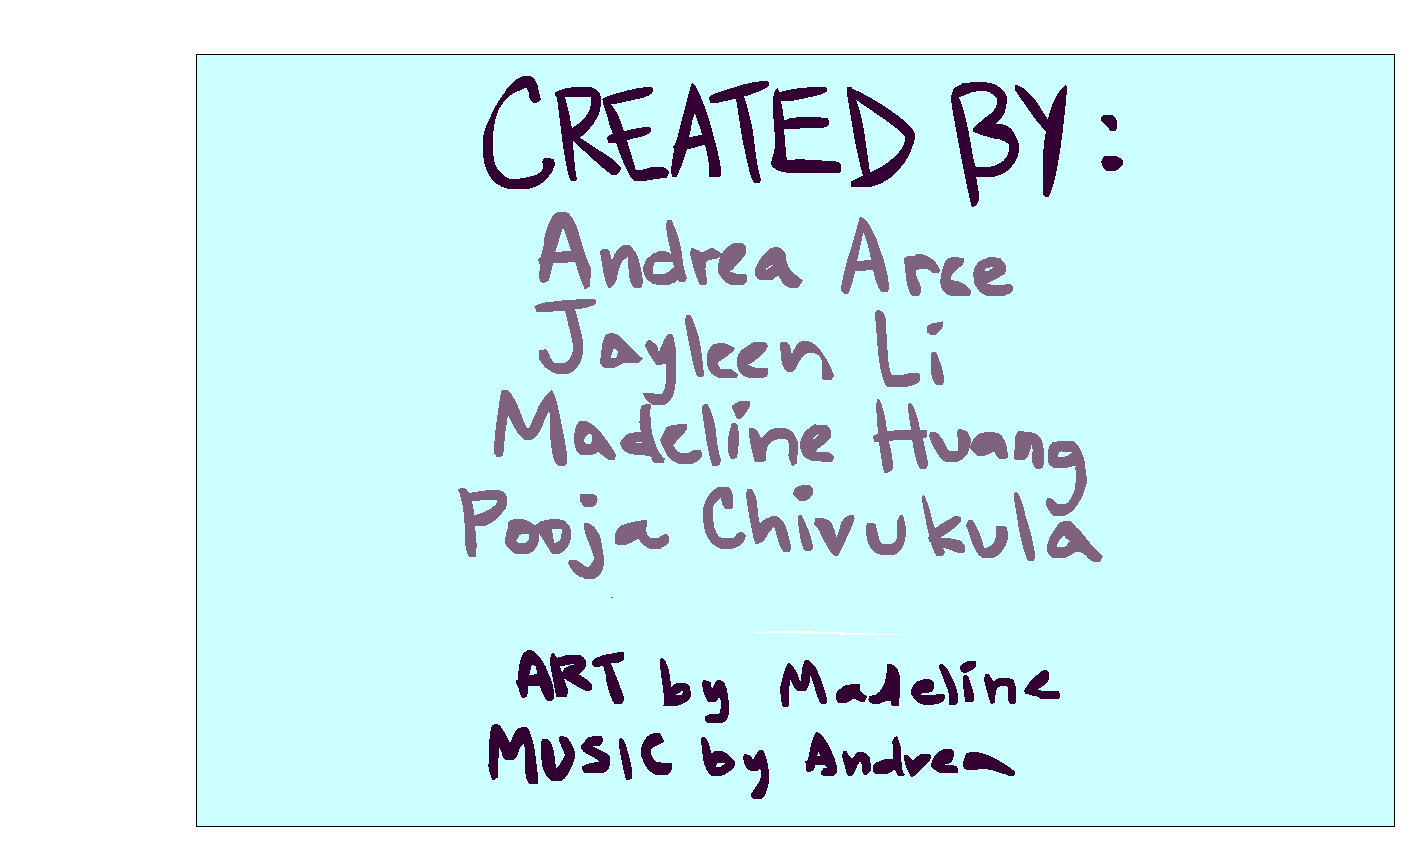 CREATED BY:
Andrea Arce
Jayleen Li
Madeline Huang
Pooja Chivukula
ART by Madeline
MUSIC by Andrea